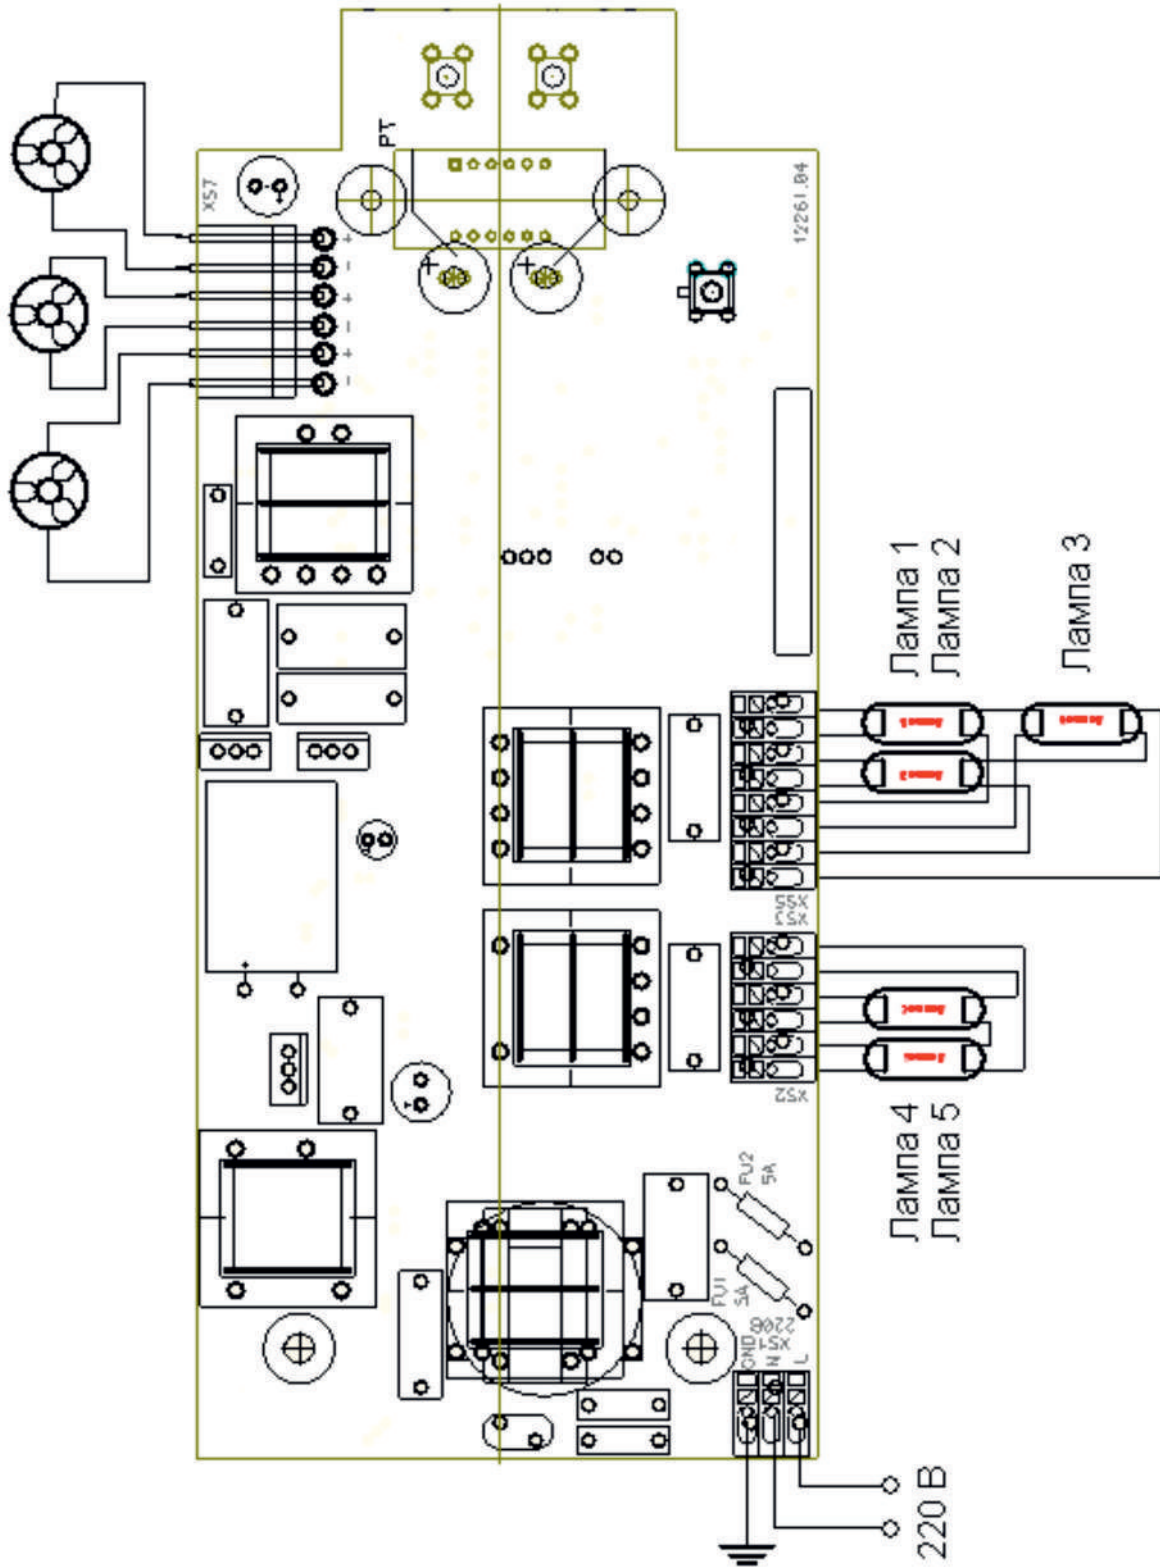 XS7
+
-
+
-
+
-
PT
+
+
+
12261.04
Лампа 1
Лампа 2
Лампа 3
XS5
XS3
XS2
Лампа 4
Лампа 5
FU2
5A
FU1
5A
220В
XS1
GND
N
L
220 В